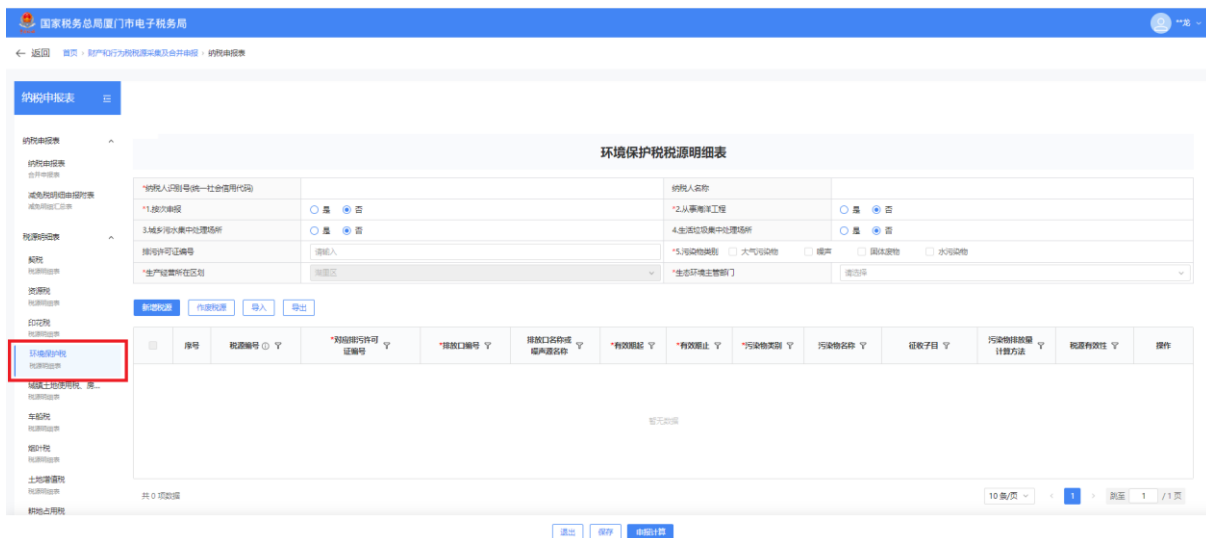 国家税务总局厦门市电子税务局
**龙
← 返回 首页 › 财产和行为税税源采集及合并申报 › 纳税申报表
纳税申报表
纳税申报表
纳税申报表
合并申报表
减免税明细申报附表
减免明细汇总表
税源明细表
契税
税源明细表
资源税
税源明细表
印花税
税源明细表
环境保护税
税源明细表
城镇土地使用税、房...
税源明细表
车船税
税源明细表
烟叶税
税源明细表
土地增值税
税源明细表
耕地占用税
环境保护税税源明细表
*纳税人识别号(统一社会信用代码) 纳税人名称
*1.按次申报 是 否 *2.从事海洋工程 是 否
3.城乡污水集中处理场所 是 否 4.生活垃圾集中处理场所 是 否
排污许可证编号 请输入 *5.污染物类别 大气污染物 噪声 固体废物 水污染物
*生产经营所在区划 *生态环境主管部门 请选择
新增税源 作废税源 导入 导出
序号 税源编号 *对应排污许可证编号 *排放口编号 排放口名称或噪声源名称 *有效期起 *有效期止 *污染物类别 污染物名称 征收子目 污染物排放量计算方法 税源有效性 操作
暂无数据
共 0 项数据 10 条/页 ‹ 1 › 跳至 1 / 1 页
退出 保存 申报计算